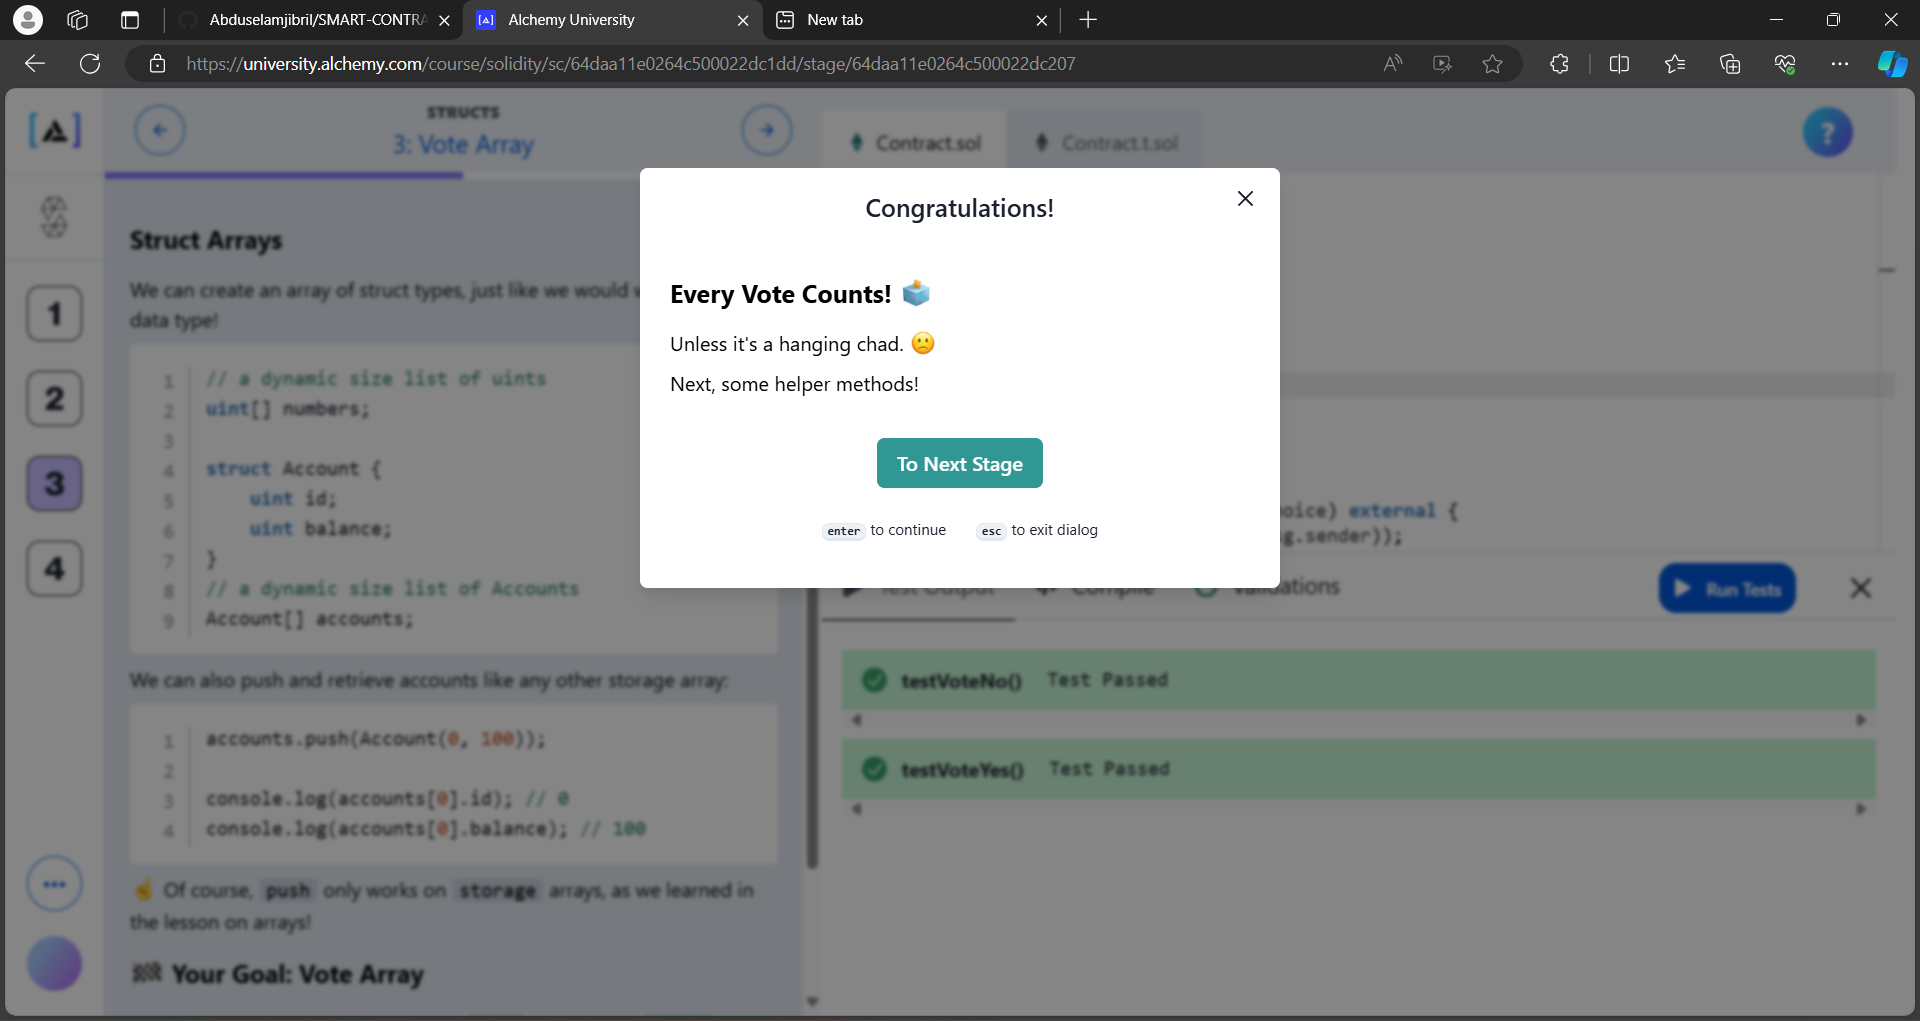 Abduselamjibril/SMART-CONTRA
Alchemy University
New tab
https://university.alchemy.com/course/solidity/sc/64daa11e0264c500022dc1dd/stage/64daa11e0264c500022dc207
STRUCTS
3: Vote Array
Contract.sol
Contract.t.sol
?
1
2
3
4
Struct Arrays
We can create an array of struct types, just like we would
data type!
1 // a dynamic size list of uints
2 uint[] numbers;
3
4 struct Account {
5 uint id;
6 uint balance;
7 }
8 // a dynamic size list of Accounts
9 Account[] accounts;
We can also push and retrieve accounts like any other storage array:
1 accounts.push(Account(0, 100));
2
3 console.log(accounts[0].id); // 0
4 console.log(accounts[0].balance); // 100
☝️ Of course, push only works on storage arrays, as we learned in
the lesson on arrays!
🏁 Your Goal: Vote Array
Congratulations!
Every Vote Counts! 🗳️
Unless it's a hanging chad. 🙁
Next, some helper methods!
To Next Stage
enter to continue
esc to exit dialog
oice) external {
g.sender));
Test Output
Compile
Validations
Run Tests
testVoteNo() Test Passed
testVoteYes() Test Passed